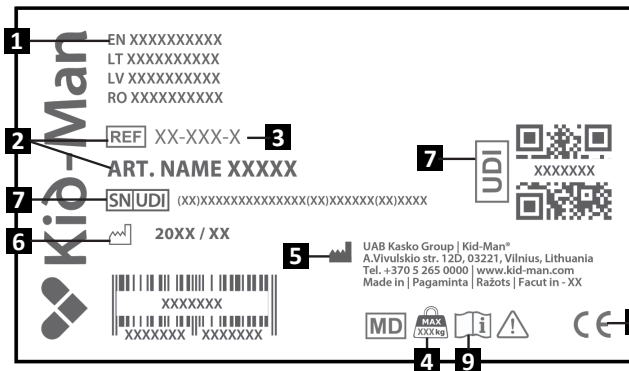 1
EN XXXXXXXXXX
LT XXXXXXXXXX
LV XXXXXXXXXX
RO XXXXXXXXXX
Kid-Man
2
REF XX-XXX-X
3
ART. NAME XXXXX
7
SN UDI (XX)XXXXXXXXXXXXXX(XX)XXXXXX(XX)XXXX
6
20XX / XX
XXXXXXX
XXXXXXX XXXXXXX
7
UDI
XXXXXXX
5
UAB Kasko Group | Kid-Man®
A.Vivulskio str. 12D, 03221, Vilnius, Lithuania
Tel. +370 5 265 0000 | www.kid-man.com
Made in | Pagaminta | Ražots | Facut in - XX
MD
MAX
XXX kg
i
CE
4
9